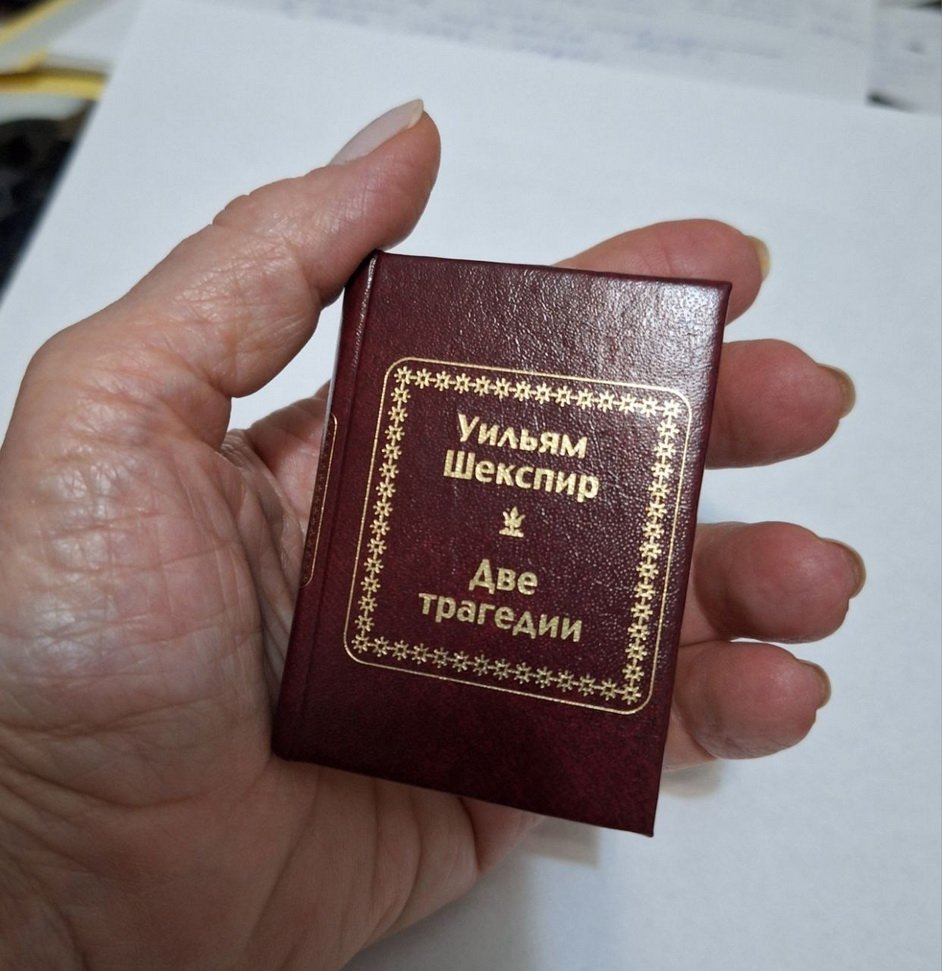 Уильям
Шекспир
Две
трагедии